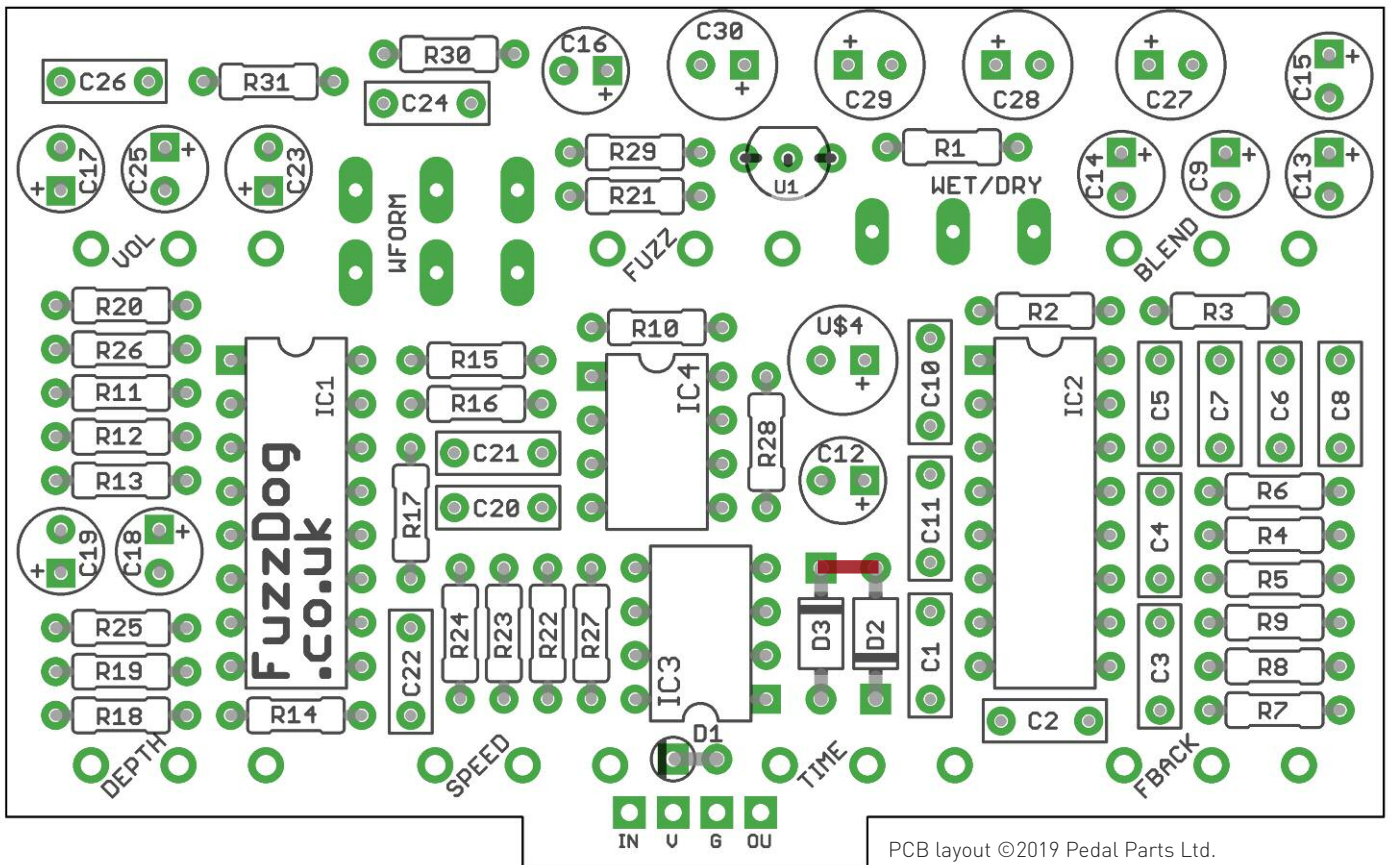 C26
R31
R30
C24
C16
C30
C29
C28
C27
C15
C17
C25
C23
R29
R21
U1
R1
C14
C9
C13
WFORM
WET/DRY
VOL
FUZZ
BLEND
R20
R26
R11
R12
R13
IC1
R15
R16
R10
IC4
U$4
C10
R2
R3
IC2
C5
C7
C6
C8
C21
C20
R17
R28
C12
C11
C4
R6
R4
R5
R9
R8
R7
C19
C18
FuzzDog
.co.uk
R25
R19
R18
R14
C22
R24
R23
R22
R27
IC3
D3
D2
C1
C3
C2
D1
DEPTH
SPEED
TIME
FBACK
IN V G OU
PCB layout ©2019 Pedal Parts Ltd.